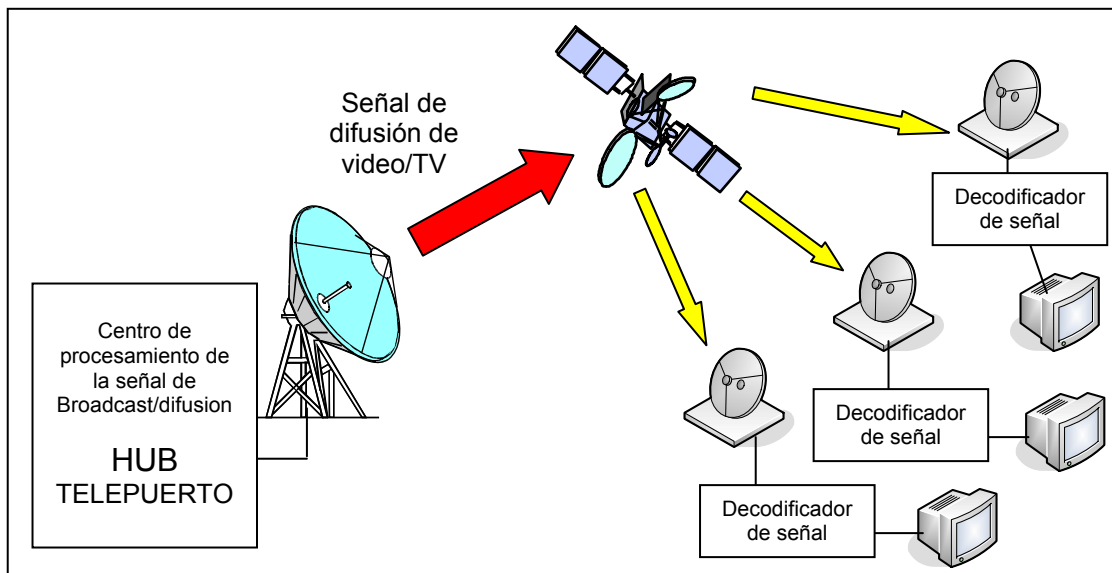 Señal de
difusión de
video/TV
Centro de
procesamiento de
la señal de
Broadcast/difusion
HUB
TELEPUERTO
Decodificador
de señal
Decodificador
de señal
Decodificador
de señal